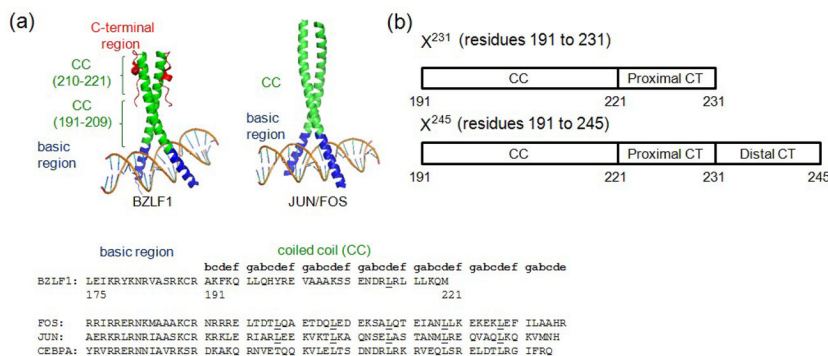 (a)
C-terminal region
CC (210-221)
CC (191-209)
basic region
BZLF1
CC
basic region
JUN/FOS
(b)
X²³¹ (residues 191 to 231)
CC Proximal CT
191 221 231
X²⁴⁵ (residues 191 to 245)
CC Proximal CT Distal CT
191 221 231 245
basic region coiled coil (CC)
bcdef gabcdef gabcdef gabcdef gabcdef gabcdef gabcde
BZLF1: LEIKRYKNRVASRKCR AKFKQ LLQHYREV AAAKSS ENDRLRL LLKQM
175 191 221
FOS: RRIRRERNKMAAAKCR NRRRE LTDTLQA ETDQLED EKSALQT EIANLLK EKEKLEF ILAAHR
JUN: AERKRLRNRIAASKCR KRKLE RIARLEE KVKTLKA QNSELAS TANMLRE QVAQLKQ KVMNH
CEBPA: YRVRRERNNIAVRKSR DKAKQ RNVETQQ KVLELTS DNDRLRK RVEQLSR ELDTLRG IFRQ